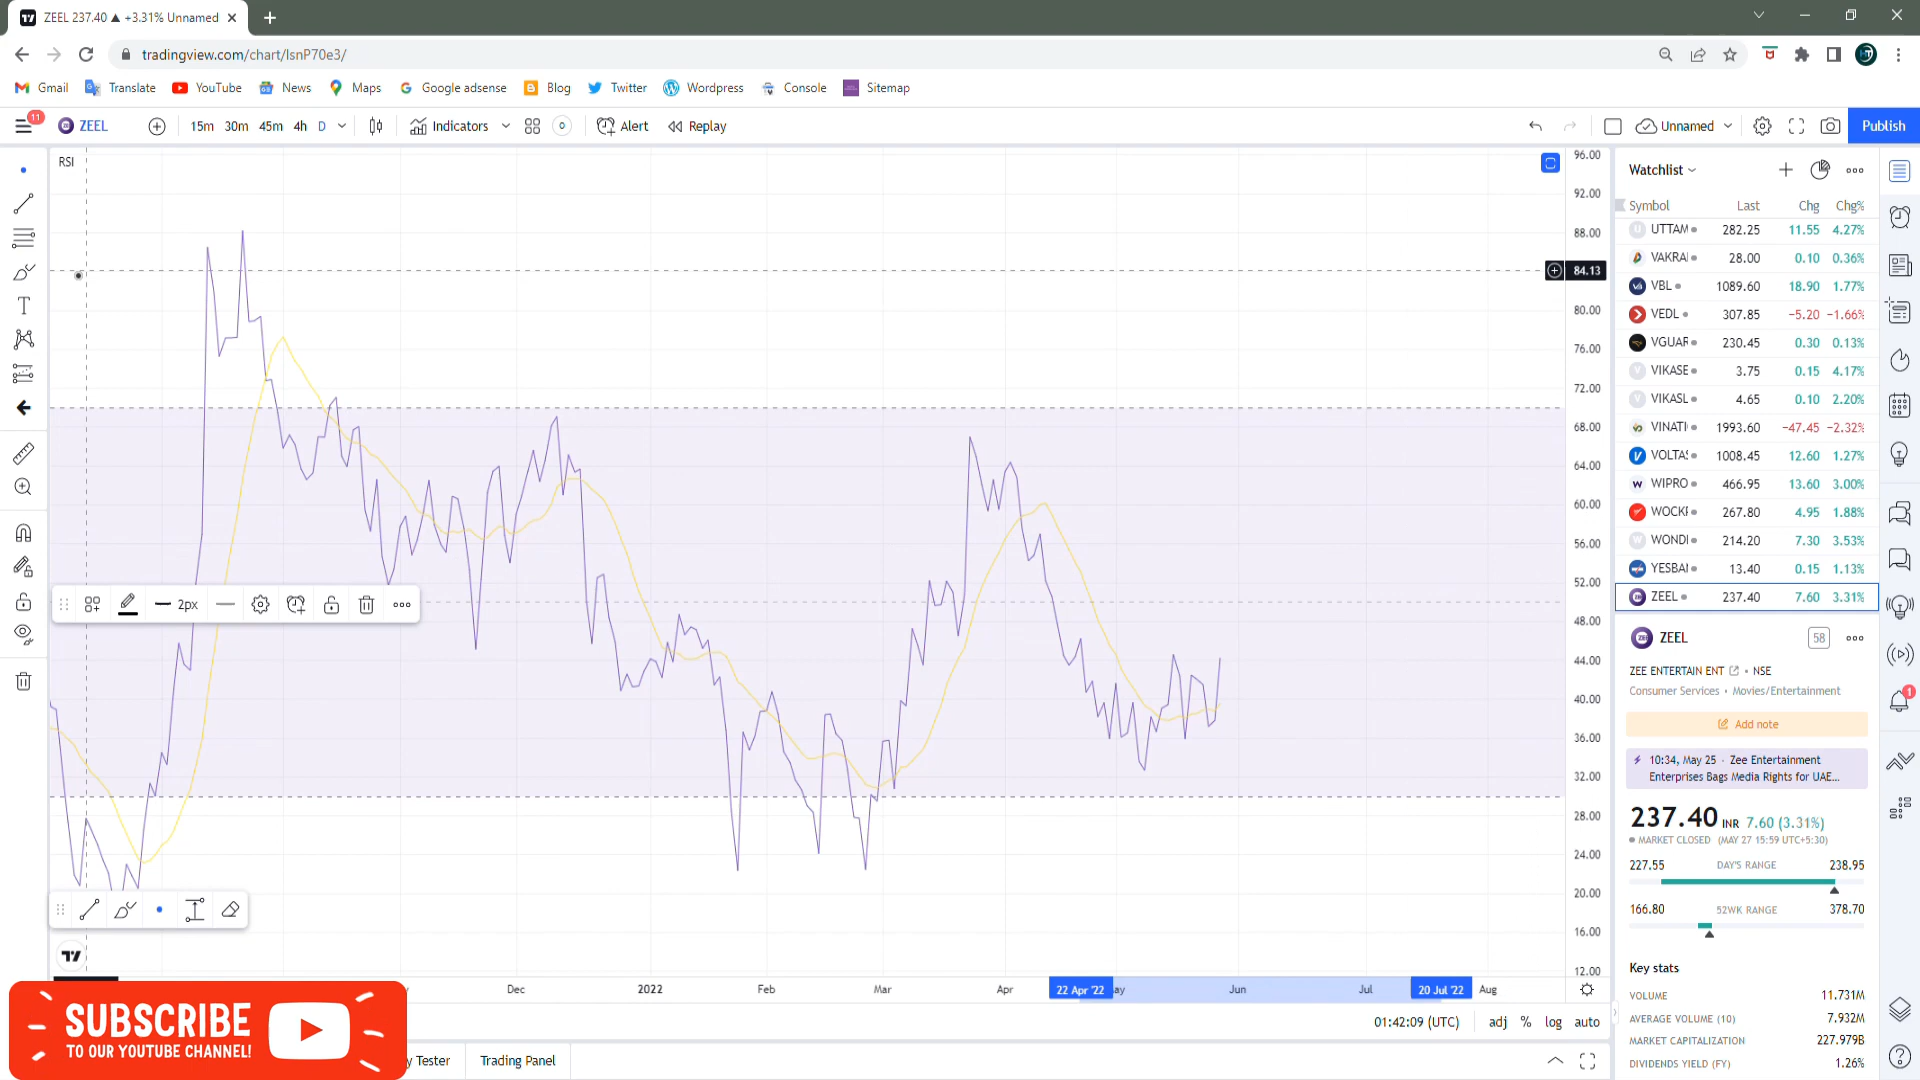 ZEEL 237.40 ▲ +3.31% Unnamed
tradingview.com/chart/IsnP70e3/
Gmail Translate YouTube News Maps Google adsense Blog Twitter Wordpress Console Sitemap
11 ZEEL 15m 30m 45m 4h D Indicators Alert Replay Unnamed Publish
RSI
96.00
92.00
88.00
84.13
80.00
76.00
72.00
68.00
64.00
60.00
56.00
52.00
48.00
44.00
40.00
36.00
32.00
28.00
24.00
20.00
16.00
12.00
2px
Dec 2022 Feb Mar Apr 22 Apr '22 ay Jun Jul 20 Jul '22 Aug
01:42:09 (UTC) adj % log auto
y Tester Trading Panel
SUBSCRIBE
TO OUR YOUTUBE CHANNEL!
Watchlist
Symbol Last Chg Chg%
UTTAM 282.25 11.55 4.27%
VAKRAI 28.00 0.10 0.36%
VBL 1089.60 18.90 1.77%
VEDL 307.85 −5.20 −1.66%
VGUAR 230.45 0.30 0.13%
VIKASE 3.75 0.15 4.17%
VIKASL 4.65 0.10 2.20%
VINATI 1993.60 −47.45 −2.32%
VOLTAS 1008.45 12.60 1.27%
WIPRO 466.95 13.60 3.00%
WOCKI 267.80 4.95 1.88%
WONDI 214.20 7.30 3.53%
YESBAI 13.40 0.15 1.13%
ZEEL 237.40 7.60 3.31%
ZEEL 58
ZEE ENTERTAIN ENT • NSE
Consumer Services • Movies/Entertainment
Add note
10:34, May 25 · Zee Entertainment
Enterprises Bags Media Rights for UAE...
237.40 INR 7.60 (3.31%)
MARKET CLOSED (MAY 27 15:59 UTC+5:30)
227.55 DAY'S RANGE 238.95
166.80 52WK RANGE 378.70
Key stats
VOLUME 11.731M
AVERAGE VOLUME (10) 7.932M
MARKET CAPITALIZATION 227.979B
DIVIDENDS YIELD (FY) 1.26%
1